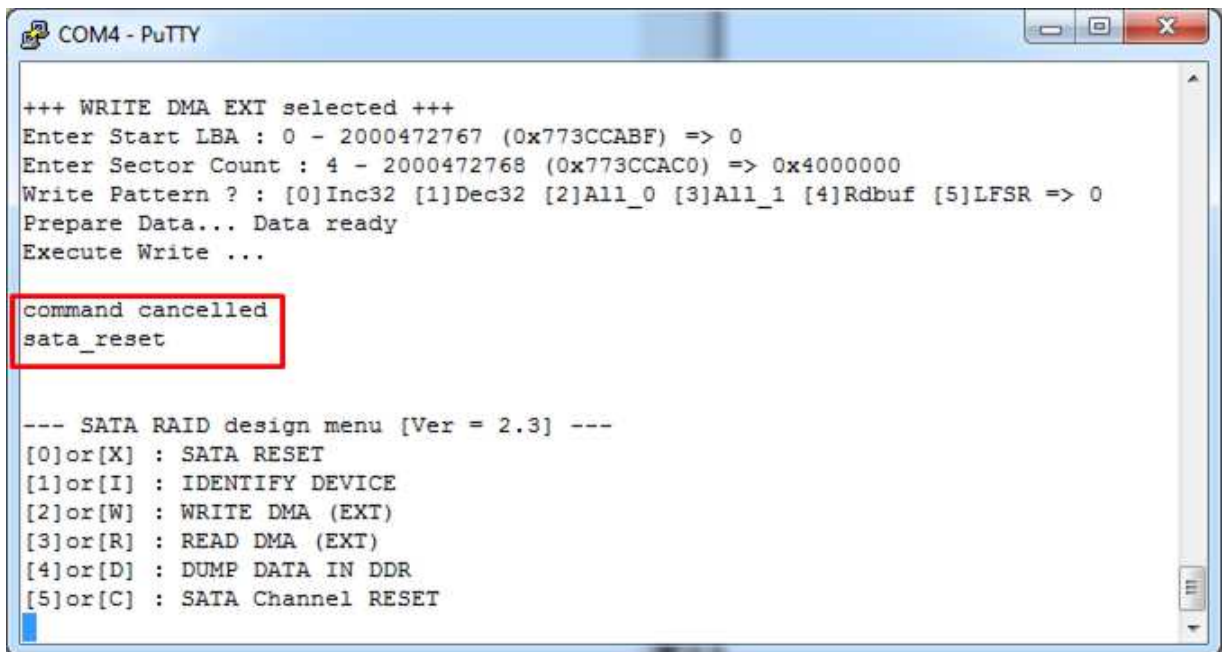 COM4 - PuTTY
+++ WRITE DMA EXT selected +++
Enter Start LBA : 0 - 2000472767 (0x773CCABF) => 0
Enter Sector Count : 4 - 2000472768 (0x773CCAC0) => 0x4000000
Write Pattern ? : [0]Inc32 [1]Dec32 [2]All_0 [3]All_1 [4]Rdbuf [5]LFSR => 0
Prepare Data... Data ready
Execute Write ...
command cancelled
sata_reset
--- SATA RAID design menu [Ver = 2.3] ---
[0]or[X] : SATA RESET
[1]or[I] : IDENTIFY DEVICE
[2]or[W] : WRITE DMA (EXT)
[3]or[R] : READ DMA (EXT)
[4]or[D] : DUMP DATA IN DDR
[5]or[C] : SATA Channel RESET